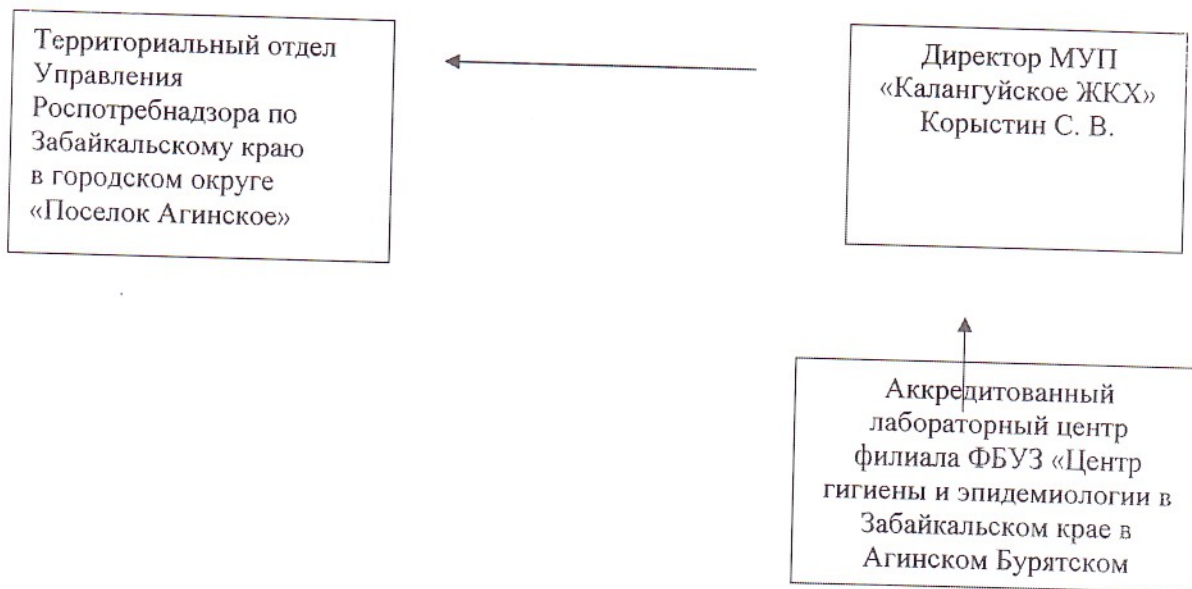 Территориальный отдел
Управления
Роспотребнадзора по
Забайкальскому краю
в городском округе
«Поселок Агинское»
Директор МУП
«Калангуйское ЖКХ»
Корыстин С. В.
Аккредитованный
лабораторный центр
филиала ФБУЗ «Центр
гигиены и эпидемиологии в
Забайкальском крае в
Агинском Бурятском